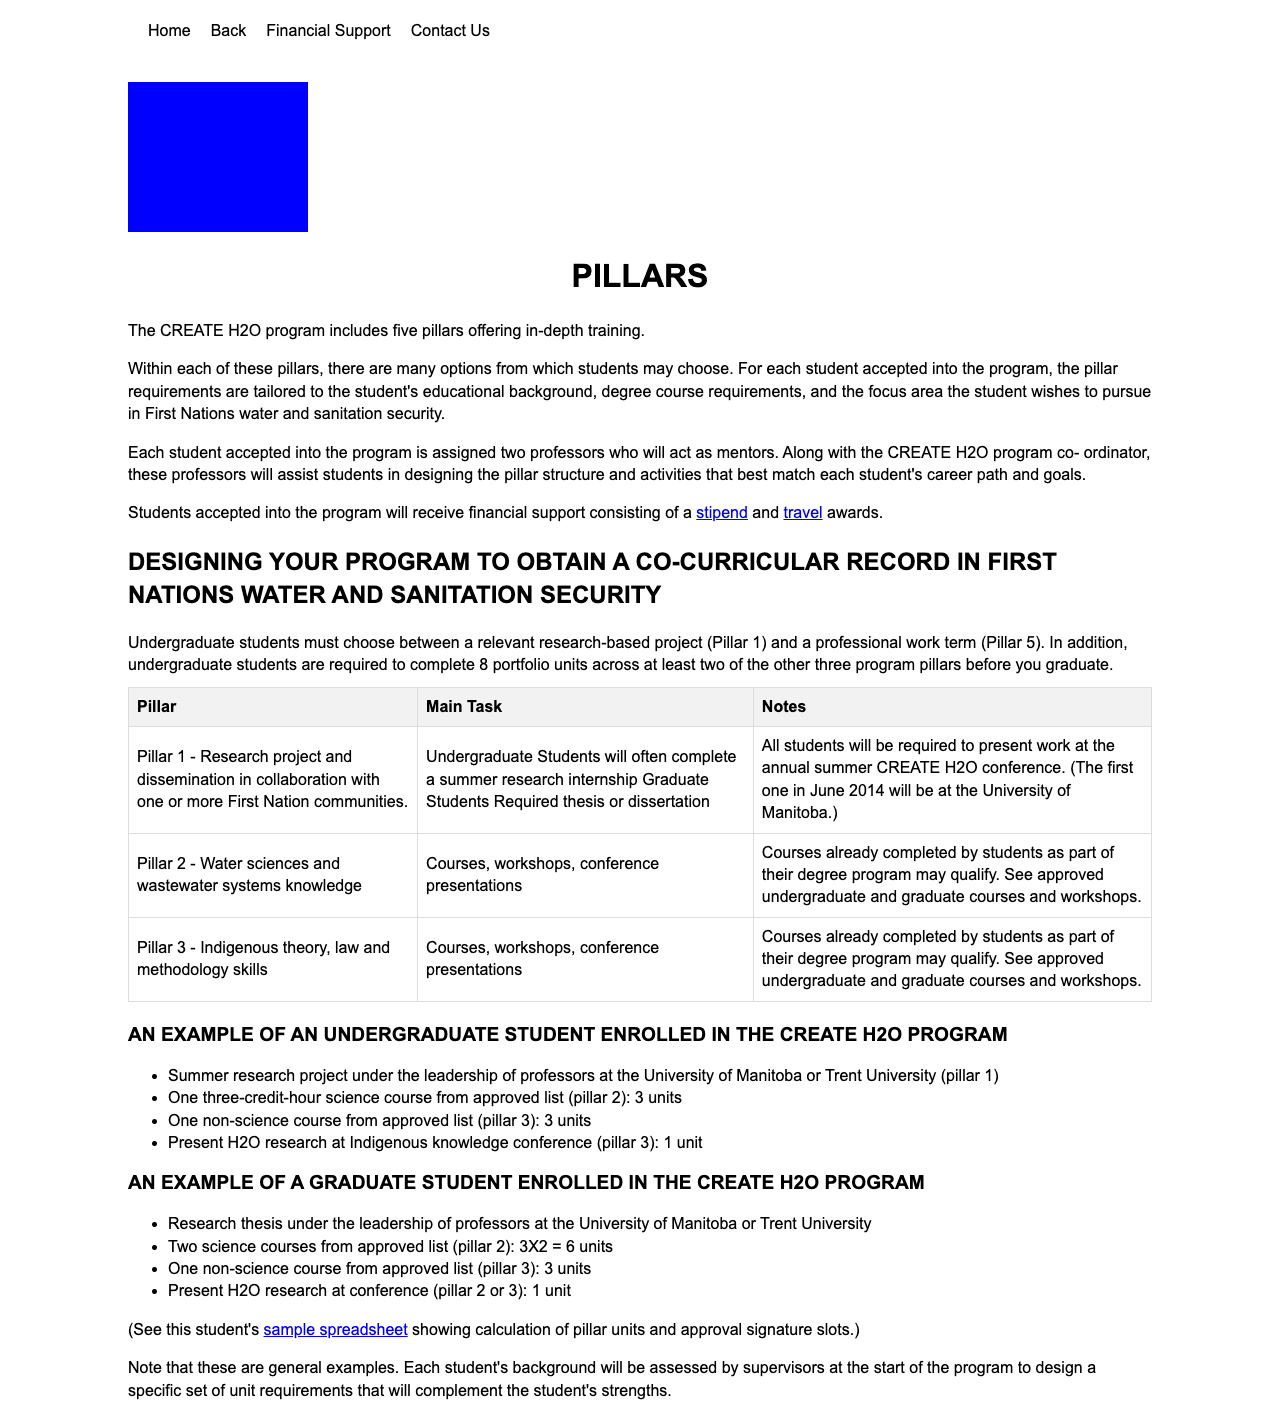 Home Back Financial Support Contact Us
PILLARS
The CREATE H2O program includes five pillars offering in-depth training.
Within each of these pillars, there are many options from which students may choose. For each student accepted into the program, the pillar
requirements are tailored to the student's educational background, degree course requirements, and the focus area the student wishes to pursue
in First Nations water and sanitation security.
Each student accepted into the program is assigned two professors who will act as mentors. Along with the CREATE H2O program co- ordinator,
these professors will assist students in designing the pillar structure and activities that best match each student's career path and goals.
Students accepted into the program will receive financial support consisting of a stipend and travel awards.
DESIGNING YOUR PROGRAM TO OBTAIN A CO-CURRICULAR RECORD IN FIRST
NATIONS WATER AND SANITATION SECURITY
Undergraduate students must choose between a relevant research-based project (Pillar 1) and a professional work term (Pillar 5). In addition,
undergraduate students are required to complete 8 portfolio units across at least two of the other three program pillars before you graduate.
Pillar Main Task Notes
Pillar 1 - Research project and
dissemination in collaboration with
one or more First Nation communities.
Undergraduate Students will often complete
a summer research internship Graduate
Students Required thesis or dissertation
All students will be required to present work at the
annual summer CREATE H2O conference. (The first
one in June 2014 will be at the University of
Manitoba.)
Pillar 2 - Water sciences and
wastewater systems knowledge
Courses, workshops, conference
presentations
Courses already completed by students as part of
their degree program may qualify. See approved
undergraduate and graduate courses and workshops.
Pillar 3 - Indigenous theory, law and
methodology skills
Courses, workshops, conference
presentations
Courses already completed by students as part of
their degree program may qualify. See approved
undergraduate and graduate courses and workshops.
AN EXAMPLE OF AN UNDERGRADUATE STUDENT ENROLLED IN THE CREATE H2O PROGRAM
• Summer research project under the leadership of professors at the University of Manitoba or Trent University (pillar 1)
• One three-credit-hour science course from approved list (pillar 2): 3 units
• One non-science course from approved list (pillar 3): 3 units
• Present H2O research at Indigenous knowledge conference (pillar 3): 1 unit
AN EXAMPLE OF A GRADUATE STUDENT ENROLLED IN THE CREATE H2O PROGRAM
• Research thesis under the leadership of professors at the University of Manitoba or Trent University
• Two science courses from approved list (pillar 2): 3X2 = 6 units
• One non-science course from approved list (pillar 3): 3 units
• Present H2O research at conference (pillar 2 or 3): 1 unit
(See this student's sample spreadsheet showing calculation of pillar units and approval signature slots.)
Note that these are general examples. Each student's background will be assessed by supervisors at the start of the program to design a
specific set of unit requirements that will complement the student's strengths.